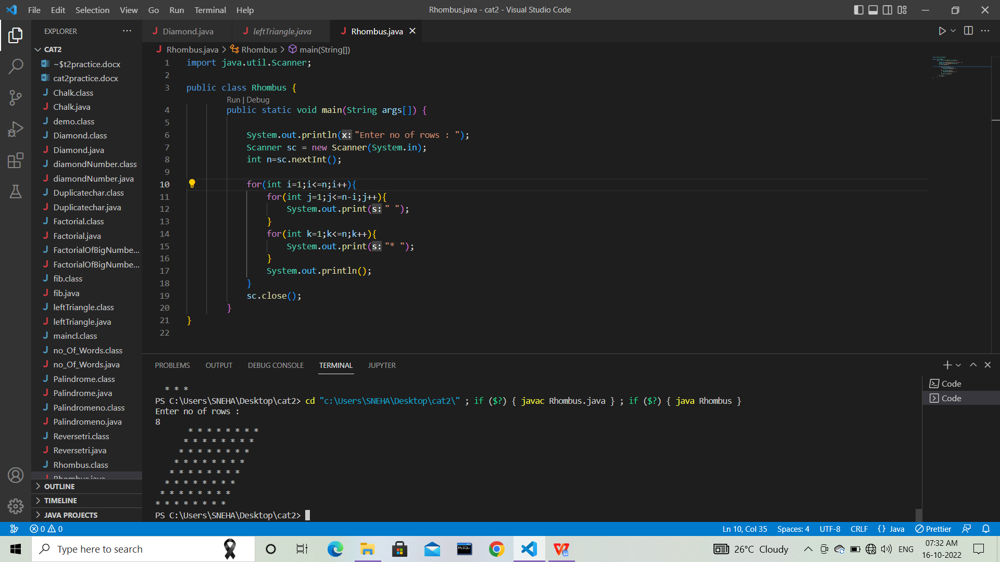 File Edit Selection View Go Run Terminal Help
Rhombus.java - cat2 - Visual Studio Code
EXPLORER
CAT2
~$t2practice.docx
cat2practice.docx
Chalk.class
Chalk.java
demo.class
Diamond.class
Diamond.java
diamondNumber.class
diamondNumber.java
Duplicatechar.class
Duplicatechar.java
Factorial.class
Factorial.java
FactorialOfBigNumbe...
FactorialOfBigNumbe...
fib.class
fib.java
leftTriangle.class
leftTriangle.java
maincl.class
no_Of_Words.class
no_Of_Words.java
Palindrome.class
Palindrome.java
Palindromeno.class
Palindromeno.java
Reversetri.class
Reversetri.java
Rhombus.class
Rhombus.java
OUTLINE
TIMELINE
JAVA PROJECTS
Diamond.java
leftTriangle.java
Rhombus.java
Rhombus.java > Rhombus > main(String[])
1 import java.util.Scanner;
2
3 public class Rhombus {
Run | Debug
4 public static void main(String args[]) {
5
6 System.out.println(x: "Enter no of rows : ");
7 Scanner sc = new Scanner(System.in);
8 int n=sc.nextInt();
9
10 for(int i=1;i<=n;i++){
11 for(int j=1;j<=n-i;j++){
12 System.out.print(s: " ");
13 }
14 for(int k=1;k<=n;k++){
15 System.out.print(s: "* ");
16 }
17 System.out.println();
18 }
19 sc.close();
20 }
21 }
22
PROBLEMS OUTPUT DEBUG CONSOLE TERMINAL JUPYTER
* * *
PS C:\Users\SNEHA\Desktop\cat2> cd "c:\Users\SNEHA\Desktop\cat2\" ; if ($?) { javac Rhombus.java } ; if ($?) { java Rhombus }
Enter no of rows :
8
       * * * * * * * *
      * * * * * * * *
     * * * * * * * *
    * * * * * * * *
   * * * * * * * *
  * * * * * * * *
 * * * * * * * *
* * * * * * * *
PS C:\Users\SNEHA\Desktop\cat2>
Code
Code
0 0
Ln 10, Col 35 Spaces: 4 UTF-8 CRLF {} Java Prettier
Type here to search
MySQL
26°C Cloudy
ENG
07:32 AM
16-10-2022